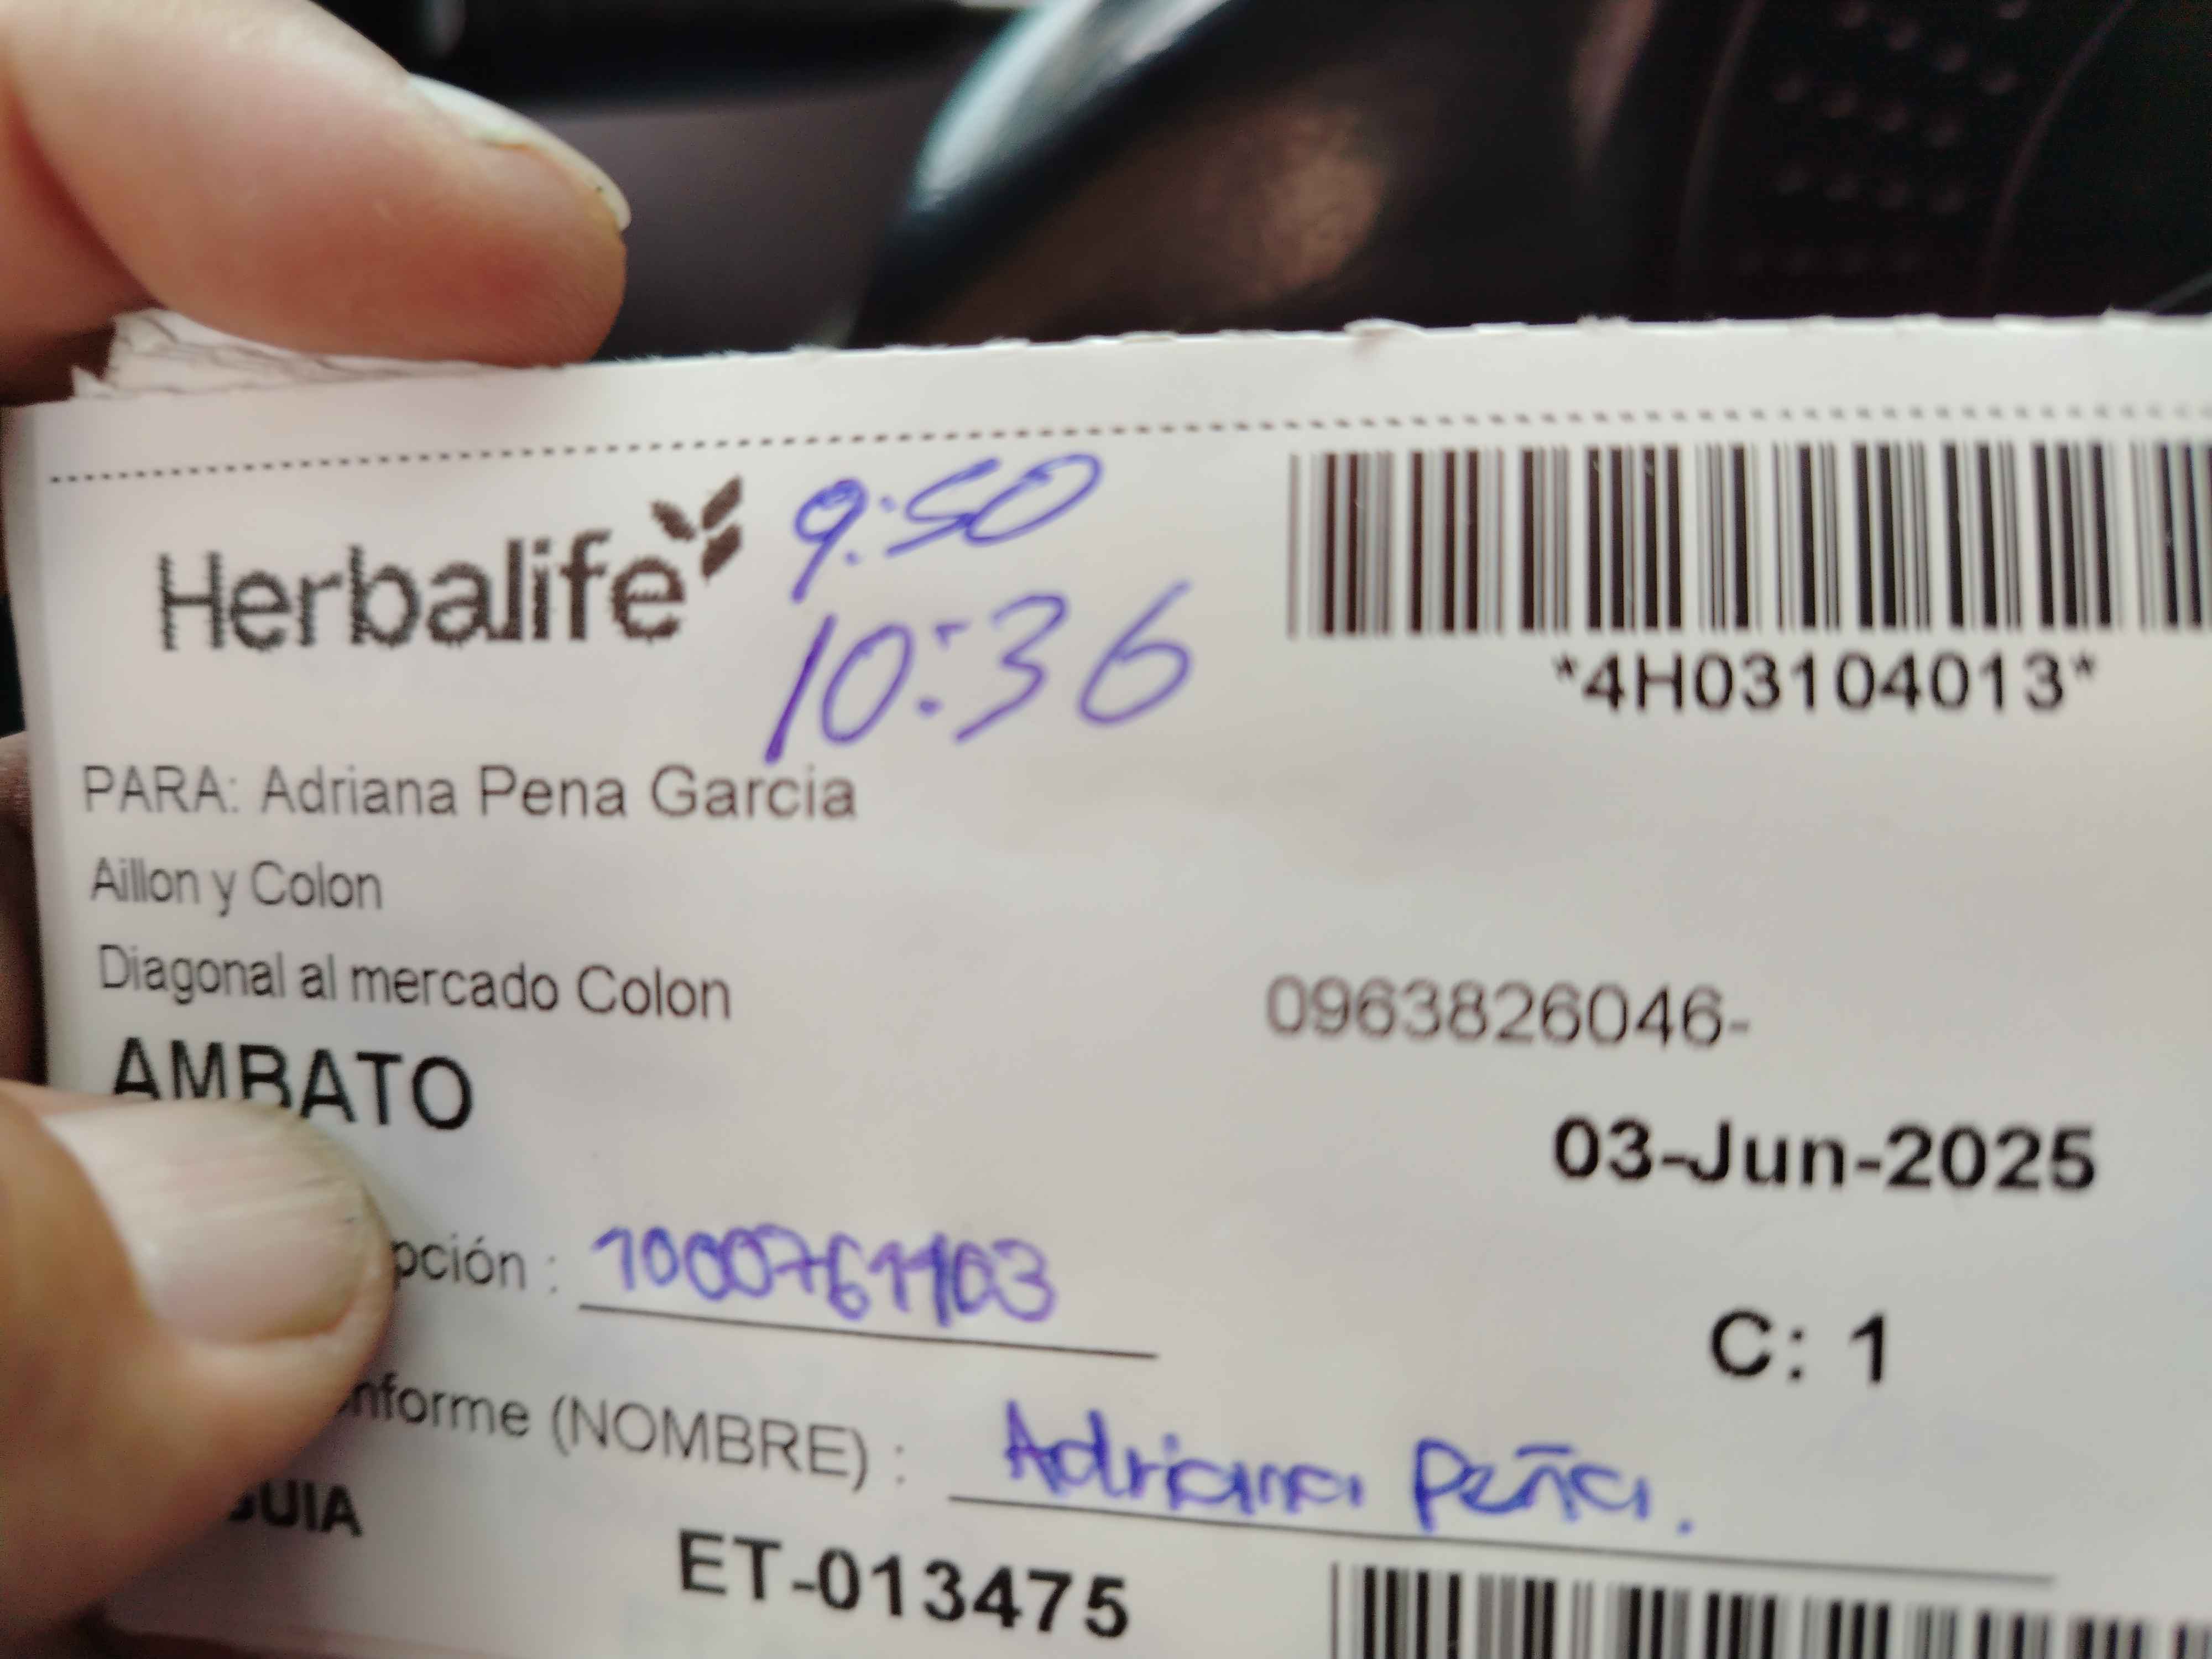 Herbalife
9:50
10:36
*4H03104013*
PARA: Adriana Pena Garcia
Aillon y Colon
Diagonal al mercado Colon
0963826046-
AMBATO
03-Jun-2025
pción : 1000761103
C: 1
nforme (NOMBRE) : Adriana Peña.
GUIA
ET-013475